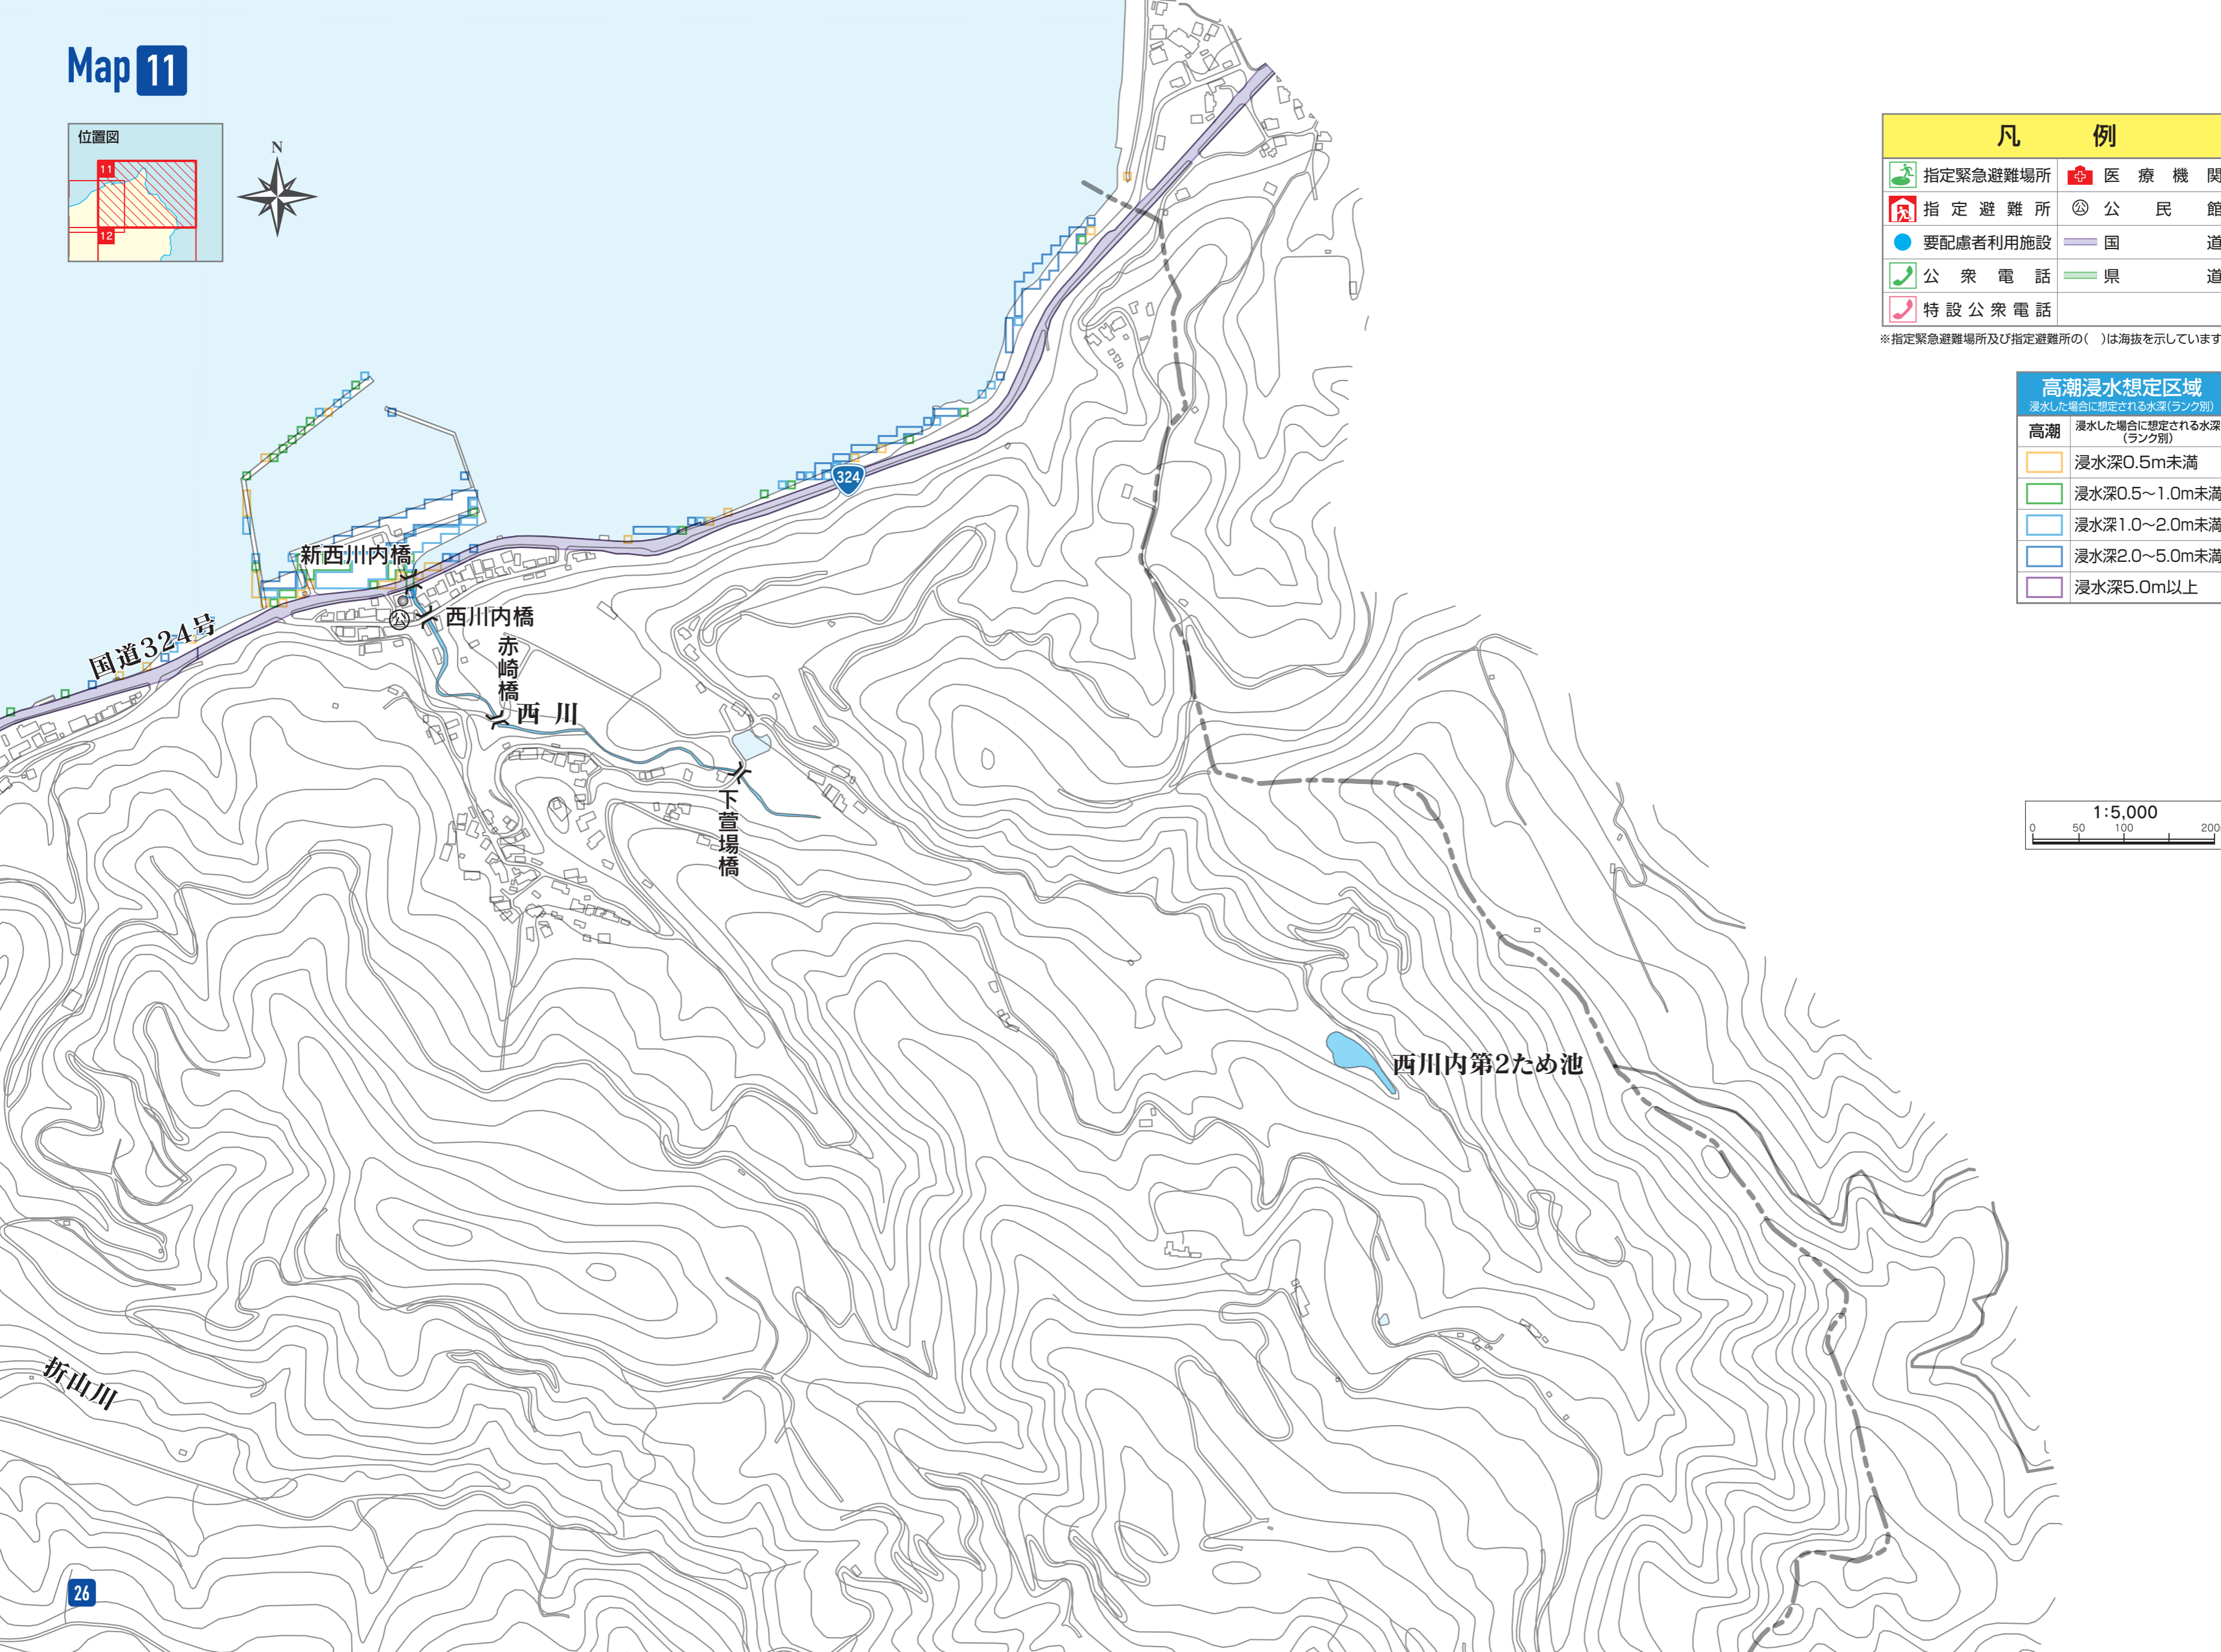 Map 11
位置図
11
12
N
凡例
指定緊急避難場所
医療機関
指定避難所
公 公民館
要配慮者利用施設
国道
公衆電話
県道
特設公衆電話
※指定緊急避難場所及び指定避難所の( )は海抜を示しています
高潮浸水想定区域
浸水した場合に想定される水深(ランク別)
高潮
浸水した場合に想定される水深
(ランク別)
浸水深0.5m未満
浸水深0.5~1.0m未満
浸水深1.0~2.0m未満
浸水深2.0~5.0m未満
浸水深5.0m以上
324
新西川内橋
公
西川内橋
国道324号
赤崎橋
西川
下萱場橋
1:5,000
0 50 100 200
西川内第2ため池
折山川
26